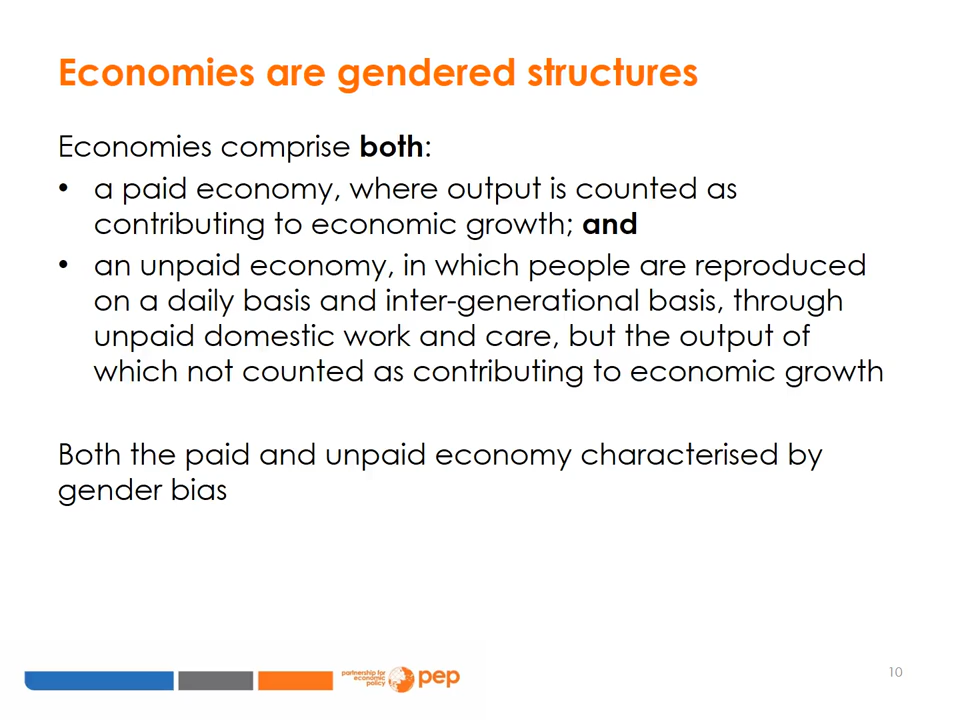 Economies are gendered structures
Economies comprise both:
• a paid economy, where output is counted as
contributing to economic growth; and
• an unpaid economy, in which people are reproduced
on a daily basis and inter-generational basis, through
unpaid domestic work and care, but the output of
which not counted as contributing to economic growth
Both the paid and unpaid economy characterised by
gender bias
partnership for
economic
policy
pep
10